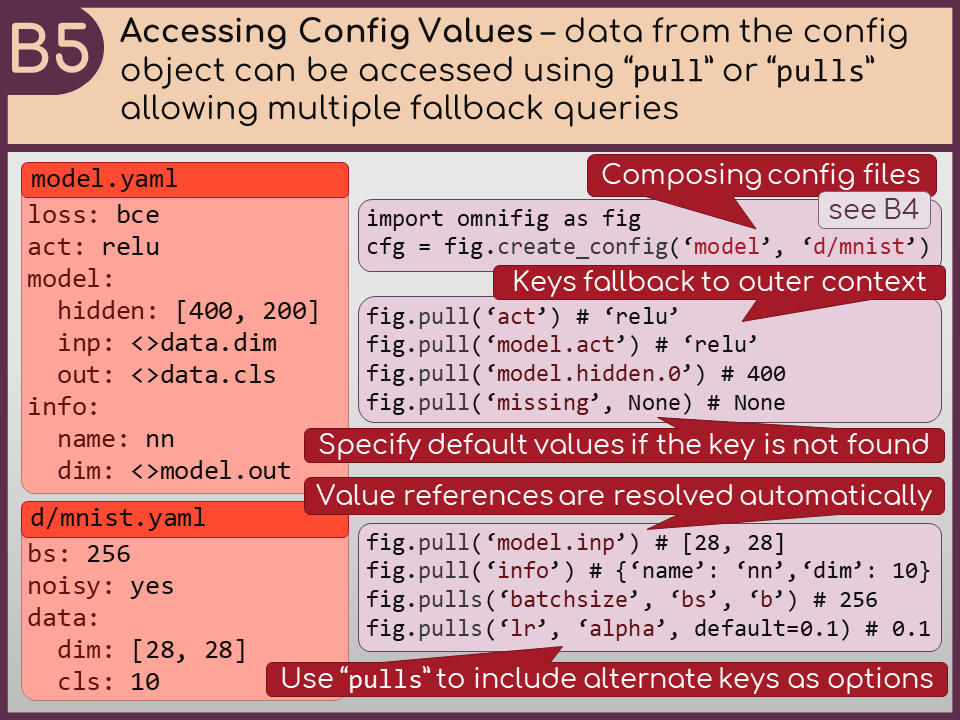 B5
Accessing Config Values – data from the config
object can be accessed using “pull” or “pulls”
allowing multiple fallback queries
model.yaml
loss: bce
act: relu
model:
  hidden: [400, 200]
  inp: <>data.dim
  out: <>data.cls
info:
  name: nn
  dim: <>model.out
d/mnist.yaml
bs: 256
noisy: yes
data:
  dim: [28, 28]
  cls: 10
Composing config files
see B4
import omnifig as fig
cfg = fig.create_config(‘model’, ‘d/mnist’)
Keys fallback to outer context
fig.pull(‘act’) # ‘relu’
fig.pull(‘model.act’) # ‘relu’
fig.pull(‘model.hidden.0’) # 400
fig.pull(‘missing’, None) # None
Specify default values if the key is not found
Value references are resolved automatically
fig.pull(‘model.inp’) # [28, 28]
fig.pull(‘info’) # {‘name’: ‘nn’,‘dim’: 10}
fig.pulls(‘batchsize’, ‘bs’, ‘b’) # 256
fig.pulls(‘lr’, ‘alpha’, default=0.1) # 0.1
Use “pulls” to include alternate keys as options